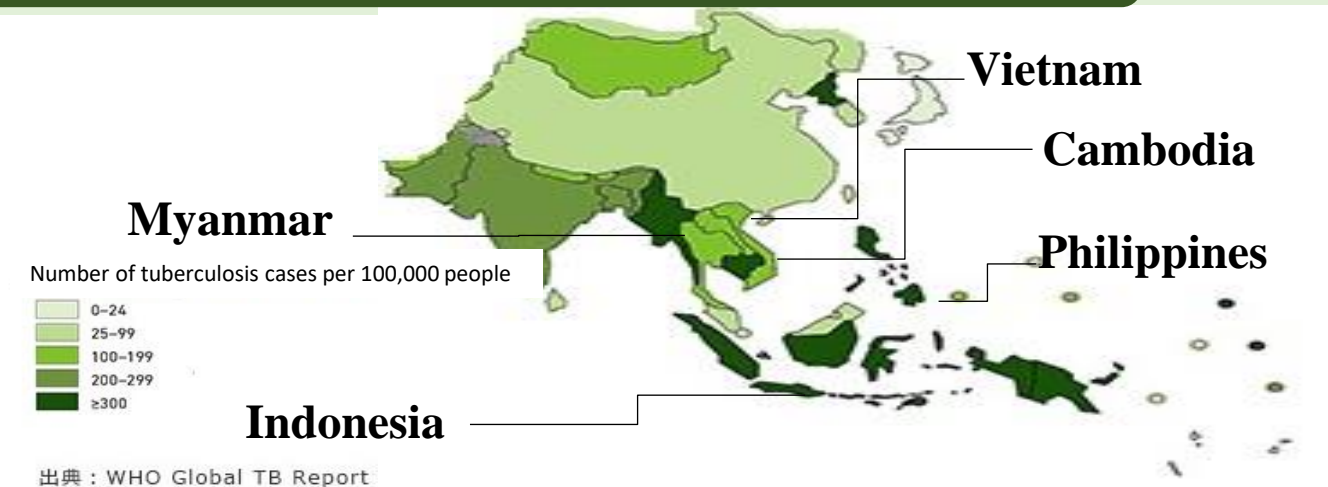 Vietnam
Cambodia
Myanmar
Philippines
Number of tuberculosis cases per 100,000 people
0–24
25–99
100–199
200–299
≥300
Indonesia
出典：WHO Global TB Report